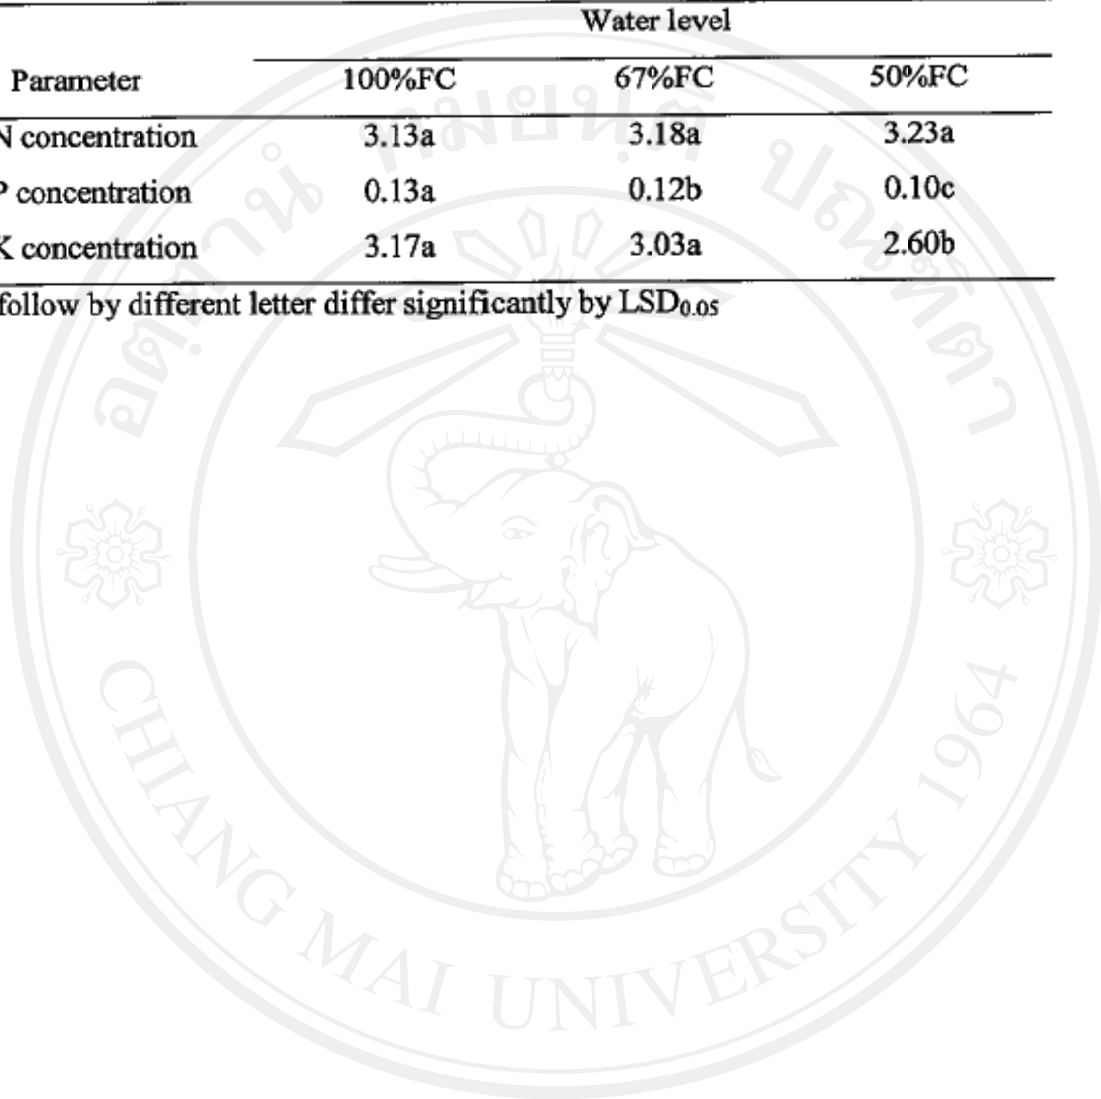 Water level
Parameter 100%FC 67%FC 50%FC
N concentration 3.13a 3.18a 3.23a
P concentration 0.13a 0.12b 0.10c
K concentration 3.17a 3.03a 2.60b
follow by different letter differ significantly by LSD0.05
CHIANG MAI UNIVERSITY 1964